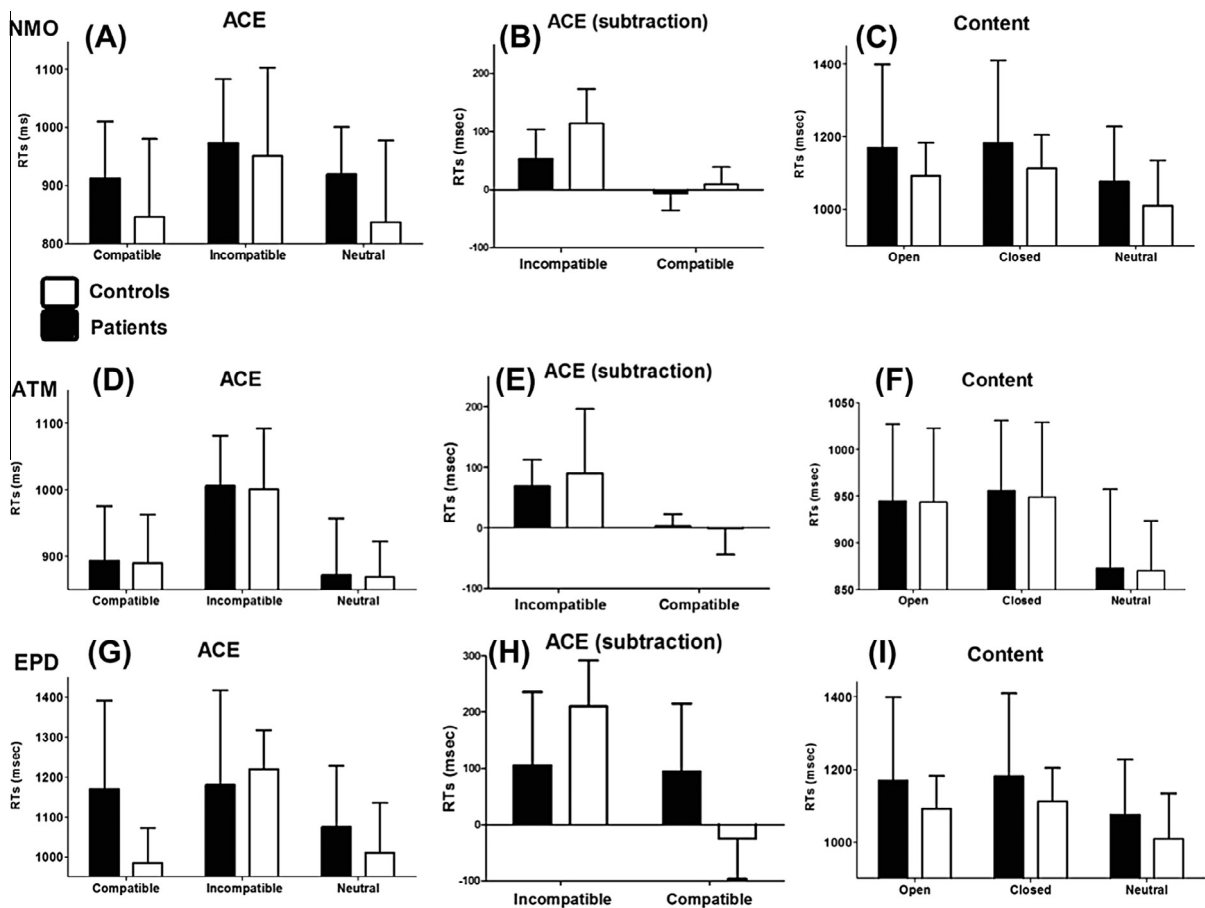 NMO
(A)
ACE
1100
1000
900
800
RTs (ms)
Compatible
Incompatible
Neutral
(B)
ACE (subtraction)
200
100
0
-100
RTs (msec)
Incompatible
Compatible
(C)
Content
1400
1200
1000
RTs (msec)
Open
Closed
Neutral
Controls
Patients
ATM
(D)
ACE
1100
1000
900
RTs (ms)
Compatible
Incompatible
Neutral
(E)
ACE (subtraction)
200
100
0
-100
RTs (msec)
Incompatible
Compatible
(F)
Content
1050
1000
950
900
850
RTs (msec)
Open
Closed
Neutral
EPD
(G)
ACE
1400
1300
1200
1100
1000
RTs (msec)
Compatible
Incompatible
Neutral
(H)
ACE (subtraction)
300
200
100
0
-100
RTs (msec)
Incompatible
Compatible
(I)
Content
1400
1200
1000
RTs (msec)
Open
Closed
Neutral